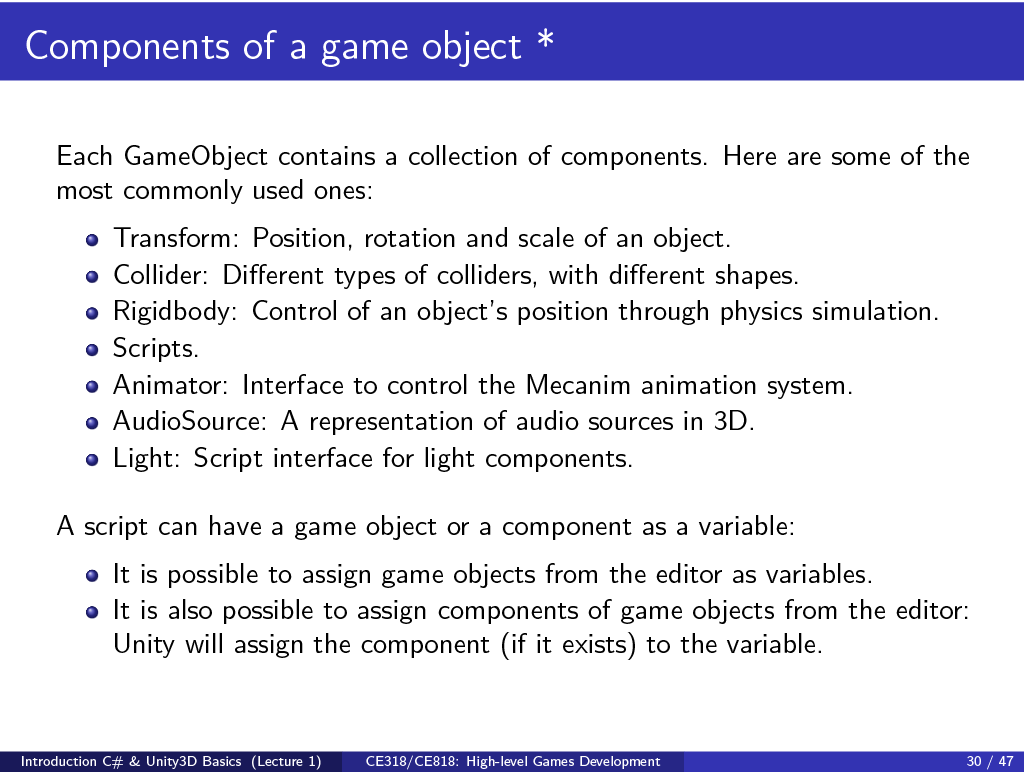 Components of a game object *
Each GameObject contains a collection of components. Here are some of the
most commonly used ones:
Transform: Position, rotation and scale of an object.
Collider: Different types of colliders, with different shapes.
Rigidbody: Control of an object's position through physics simulation.
Scripts.
Animator: Interface to control the Mecanim animation system.
AudioSource: A representation of audio sources in 3D.
Light: Script interface for light components.
A script can have a game object or a component as a variable:
It is possible to assign game objects from the editor as variables.
It is also possible to assign components of game objects from the editor:
Unity will assign the component (if it exists) to the variable.
Introduction C# & Unity3D Basics (Lecture 1) CE318/CE818: High-level Games Development 30 / 47